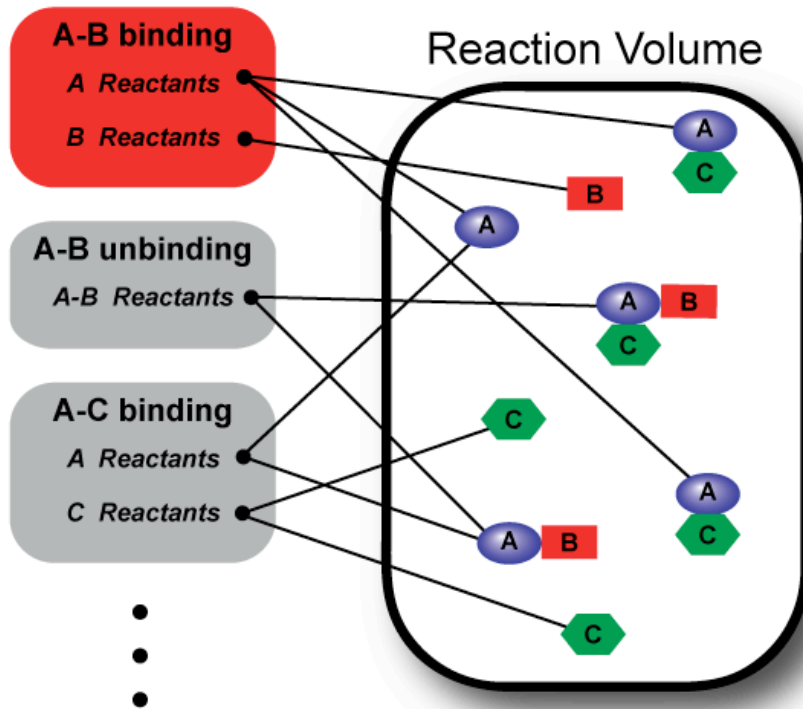 A-B binding
A Reactants
B Reactants
A-B unbinding
A-B Reactants
A-C binding
A Reactants
C Reactants
Reaction Volume
A
C
B
A
A
B
C
C
A
C
A
B
C